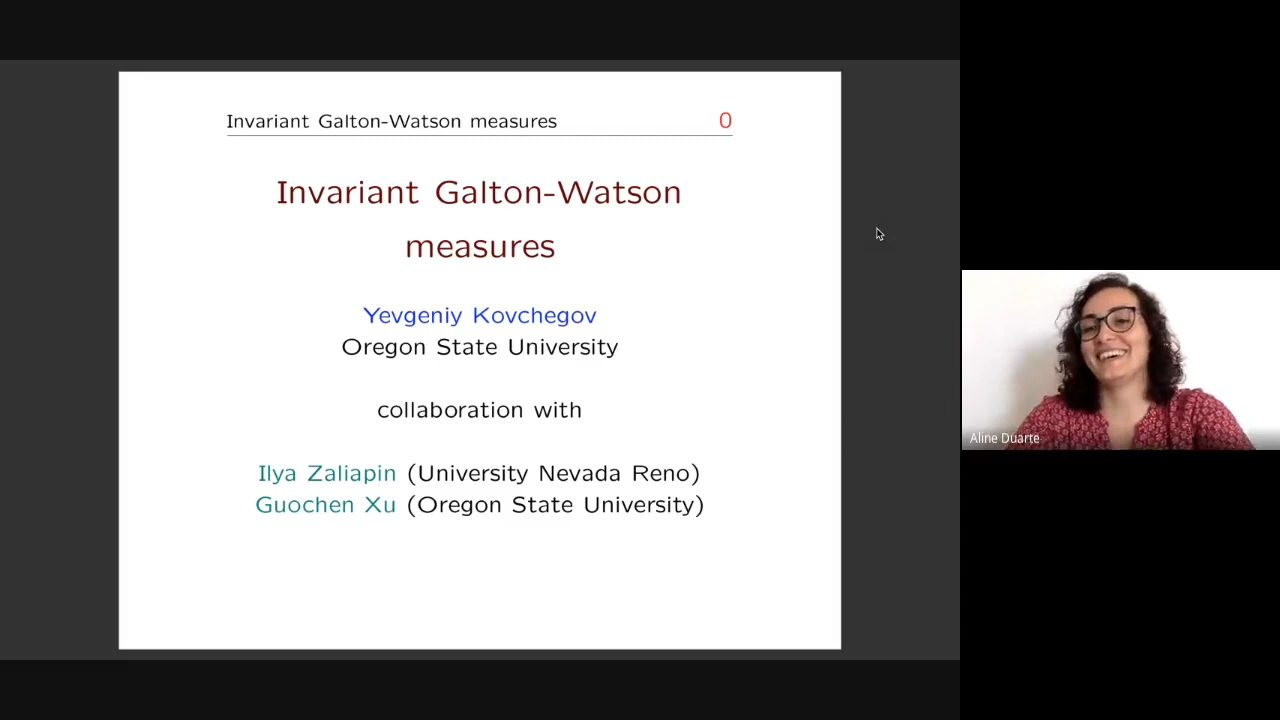 Invariant Galton-Watson measures 0
Invariant Galton-Watson
measures
Yevgeniy Kovchegov
Oregon State University
collaboration with
Ilya Zaliapin (University Nevada Reno)
Guochen Xu (Oregon State University)
Aline Duarte